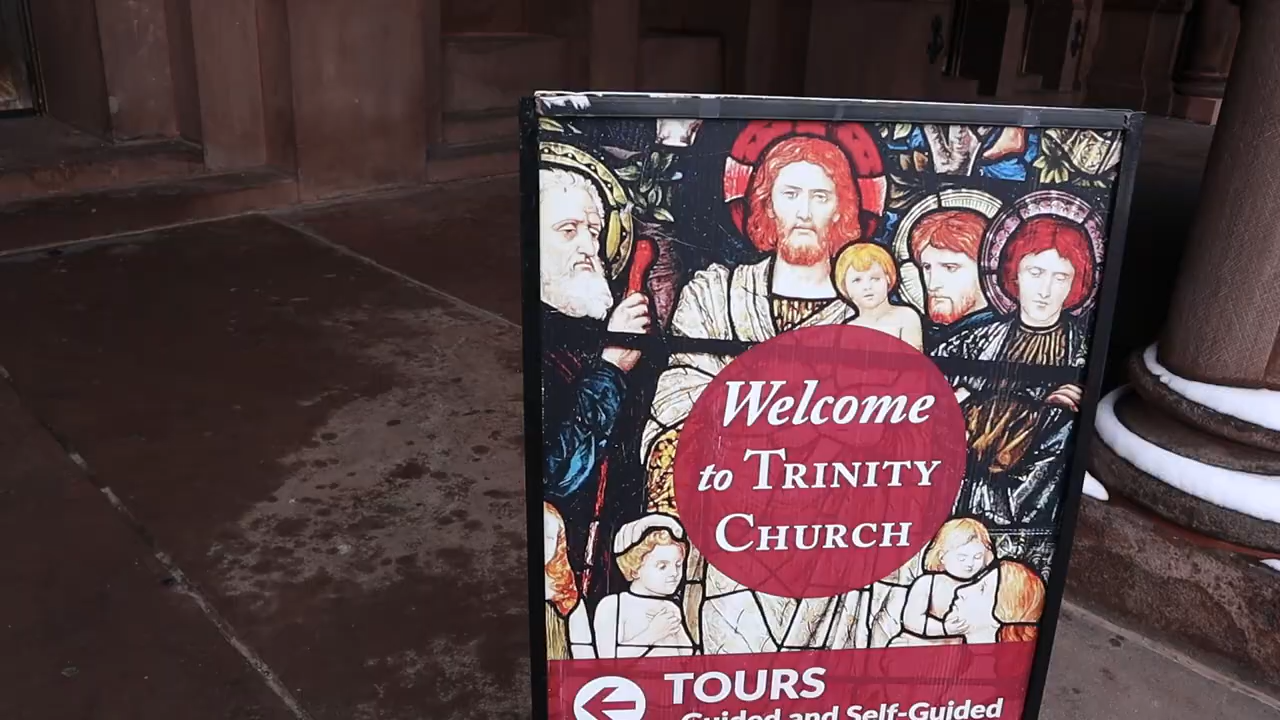 Welcome
to TRINITY
CHURCH
TOURS
Guided and Self-Guided